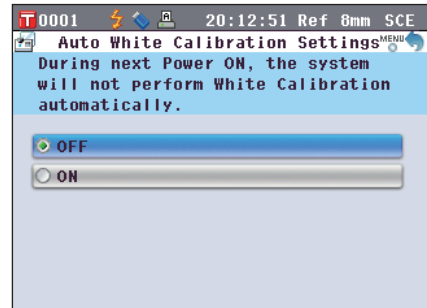 T0001 A 20:12:51 Ref 8mm SCE
Auto White Calibration Settings MENU
During next Power ON, the system
will not perform White Calibration
automatically.
OFF
ON